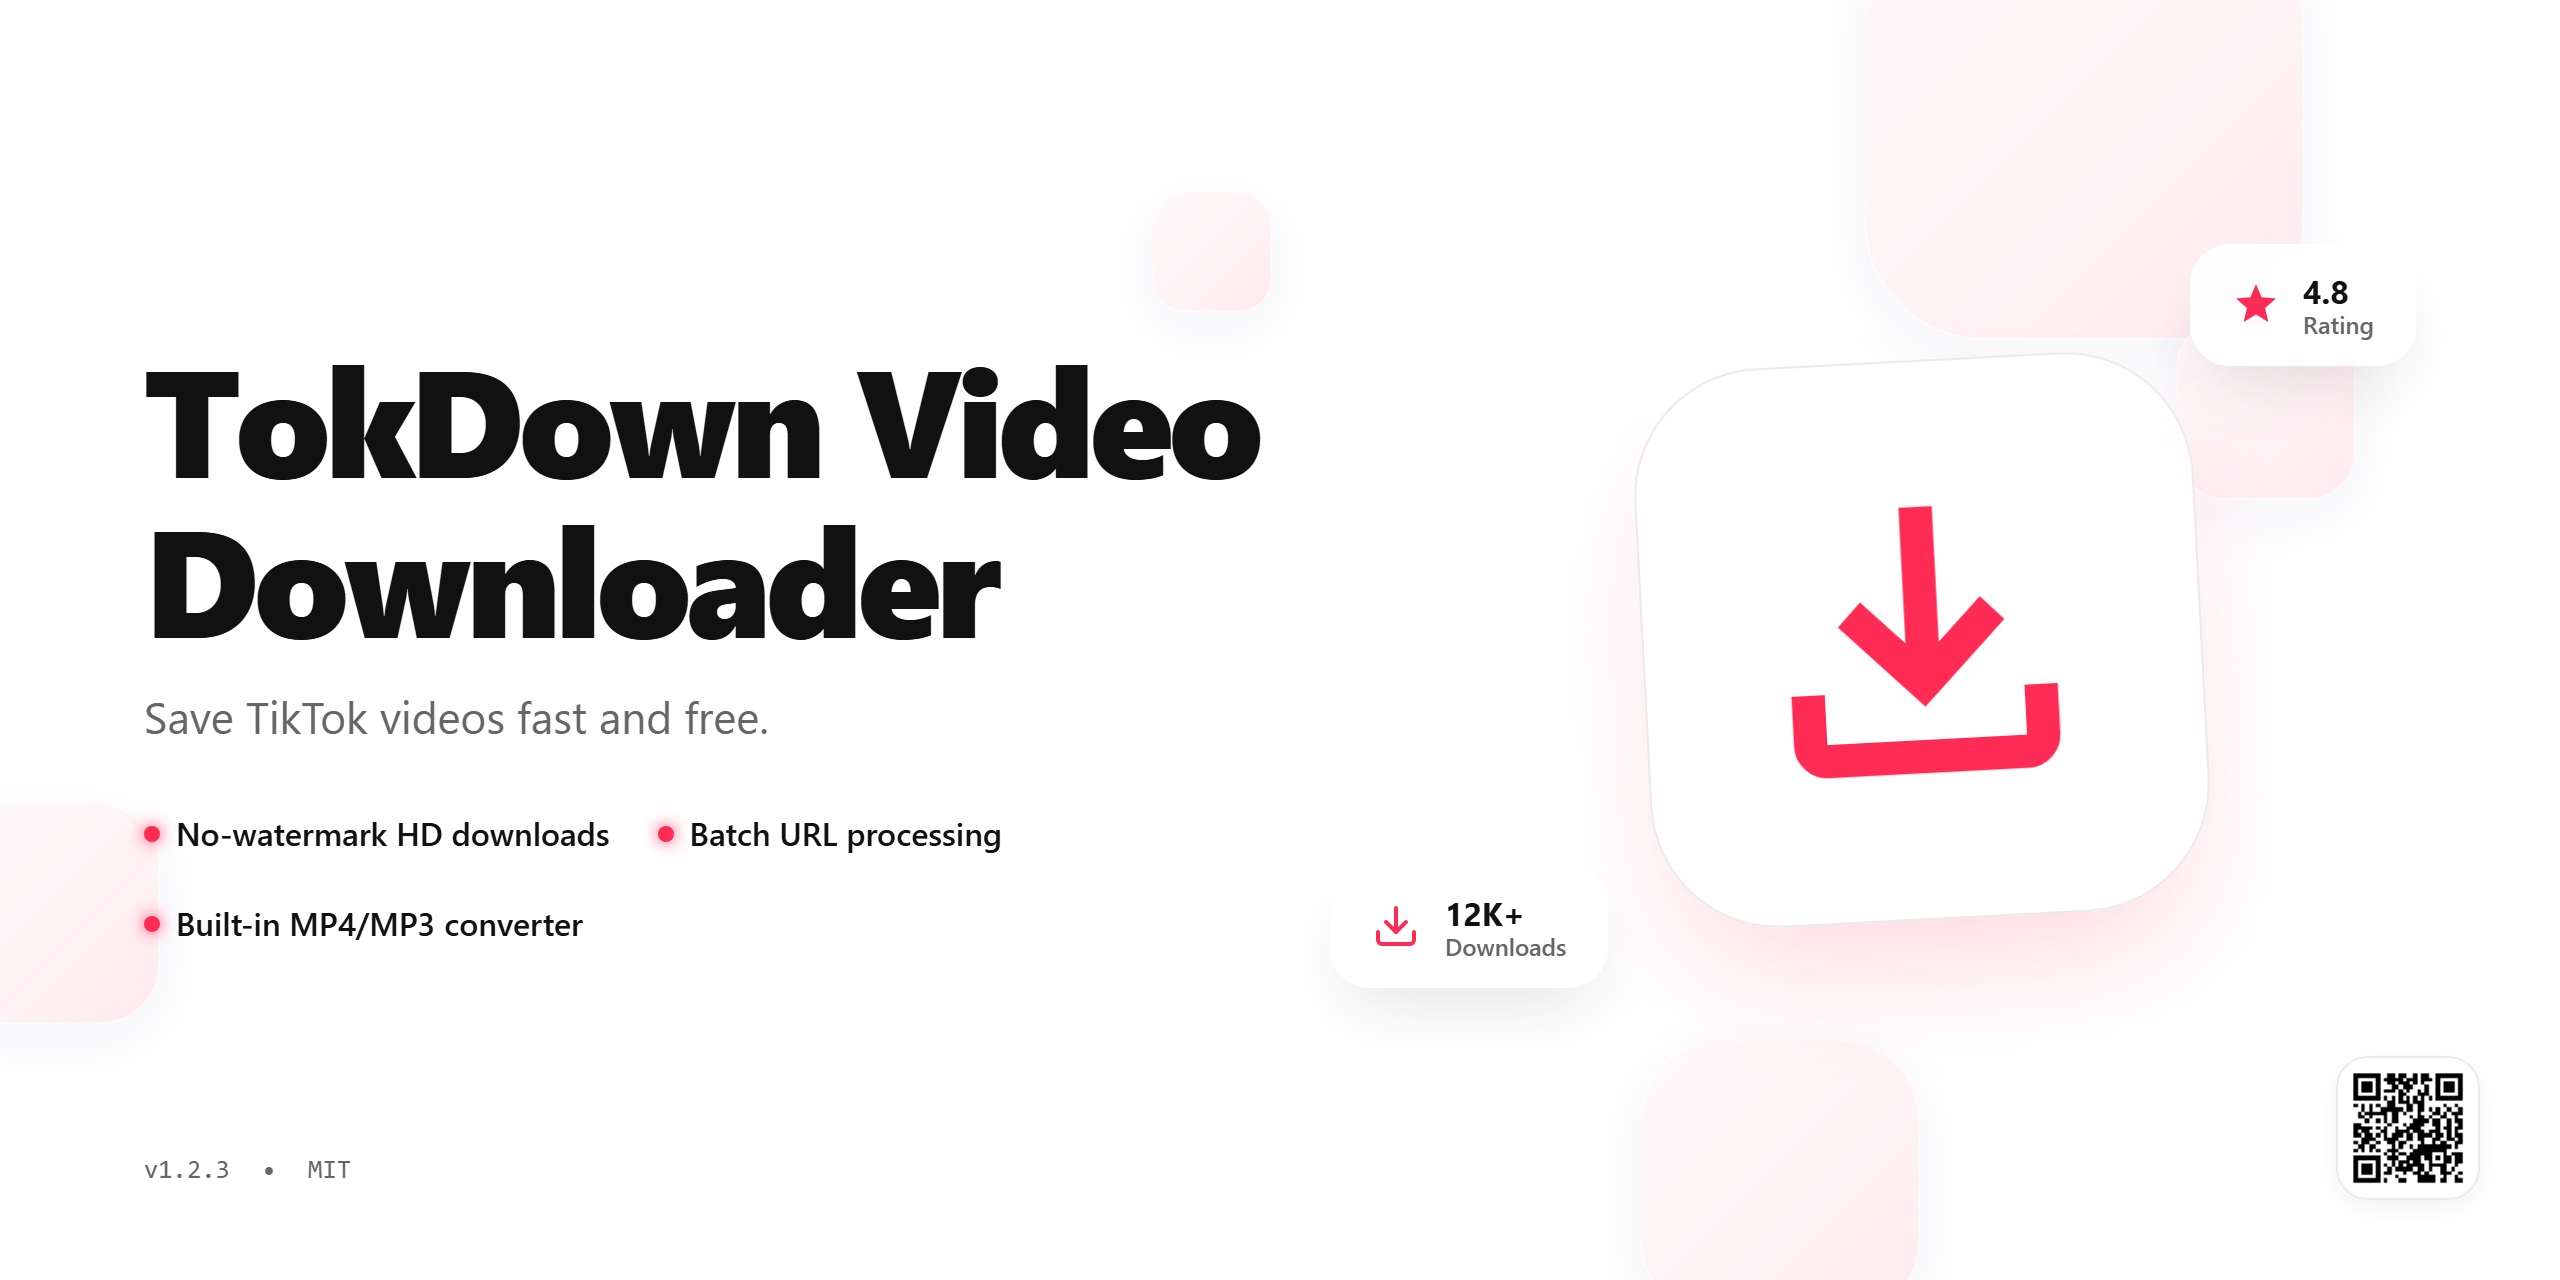 TokDown Video
Downloader
Save TikTok videos fast and free.
No-watermark HD downloads
Batch URL processing
Built-in MP4/MP3 converter
v1.2.3 • MIT
4.8
Rating
12K+
Downloads